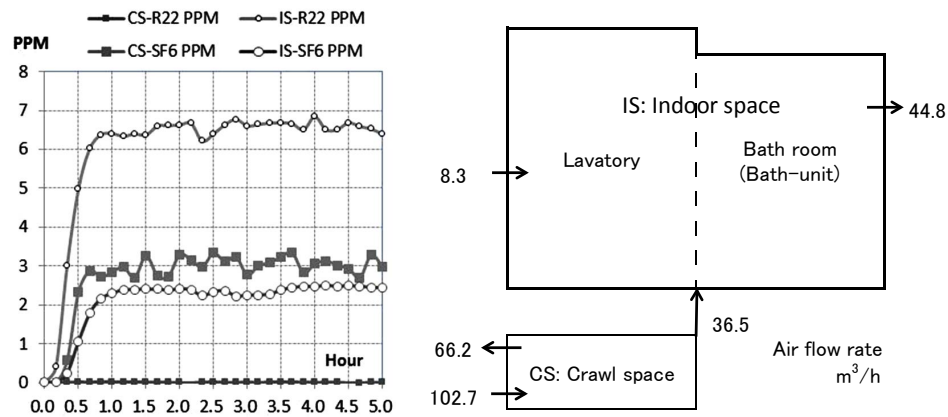 CS-R22 PPM IS-R22 PPM
CS-SF6 PPM IS-SF6 PPM
PPM
8
7
6
5
4
3
2
1
0
Hour
0.0 0.5 1.0 1.5 2.0 2.5 3.0 3.5 4.0 4.5 5.0
IS: Indoor space
44.8
Lavatory
Bath room
(Bath-unit)
8.3
36.5
66.2
Air flow rate
m³/h
CS: Crawl space
102.7